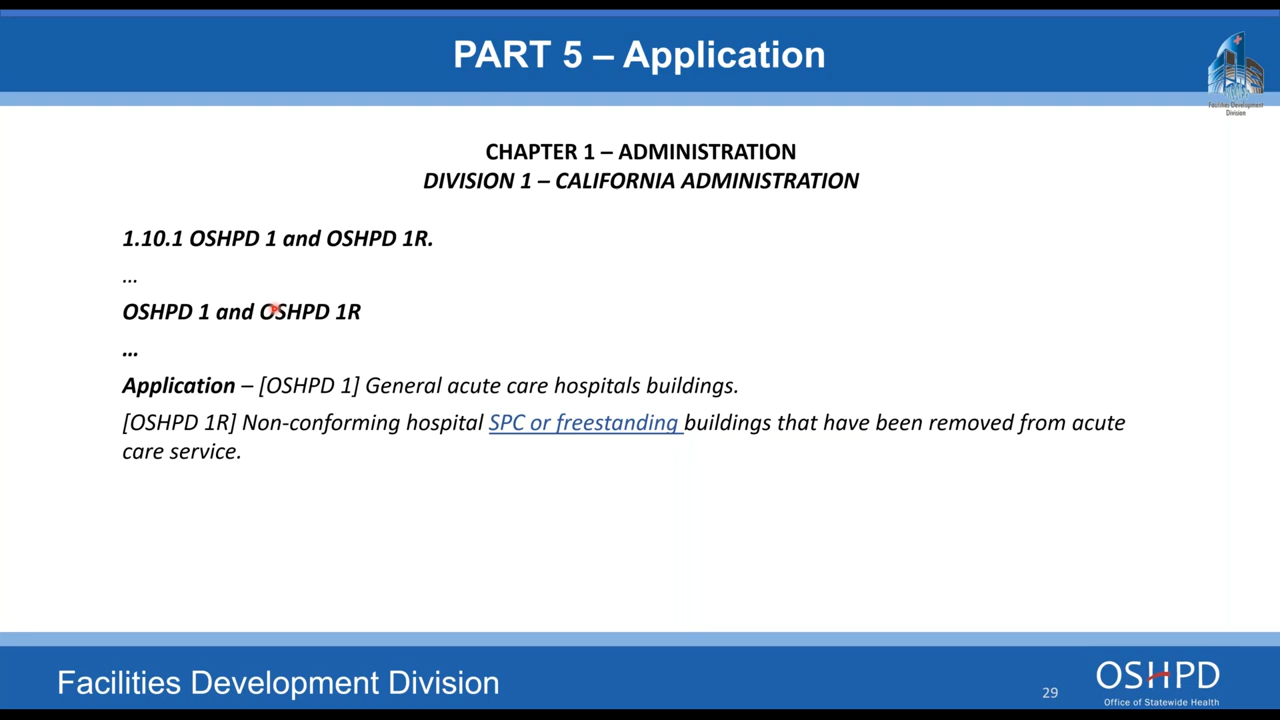 PART 5 – Application
Facilities Development
Division
CHAPTER 1 – ADMINISTRATION
DIVISION 1 – CALIFORNIA ADMINISTRATION
1.10.1 OSHPD 1 and OSHPD 1R.
...
OSHPD 1 and OSHPD 1R
...
Application – [OSHPD 1] General acute care hospitals buildings.
[OSHPD 1R] Non-conforming hospital SPC or freestanding buildings that have been removed from acute
care service.
Facilities Development Division
29
OSHPD
Office of Statewide Health